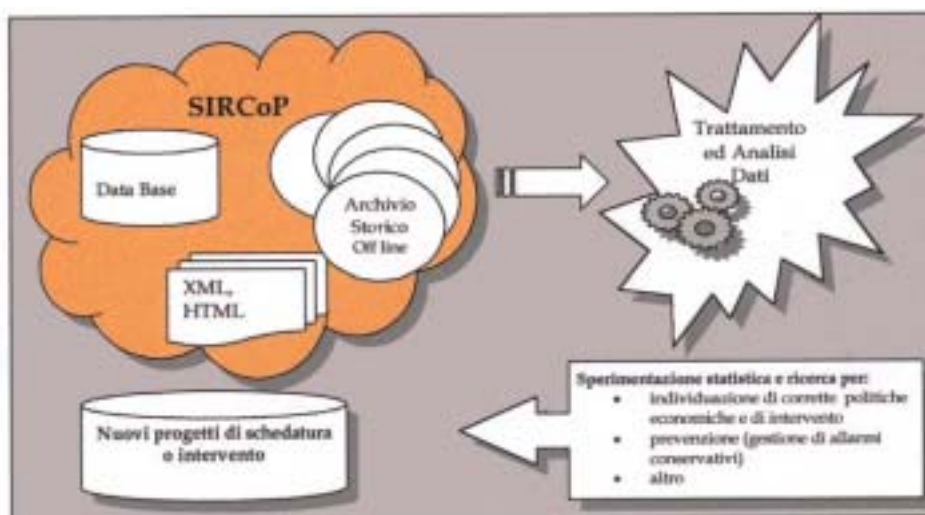 SIRCoP
Data Base
Archivio
Storico
Off line
XML,
HTML
Trattamento
ed Analisi
Dati
Sperimentazione statistica e ricerca per:
• individuazione di corrette politiche
economiche e di intervento
• prevenzione (gestione di allarmi
conservativi)
• altro
Nuovi progetti di schedatura
o intervento